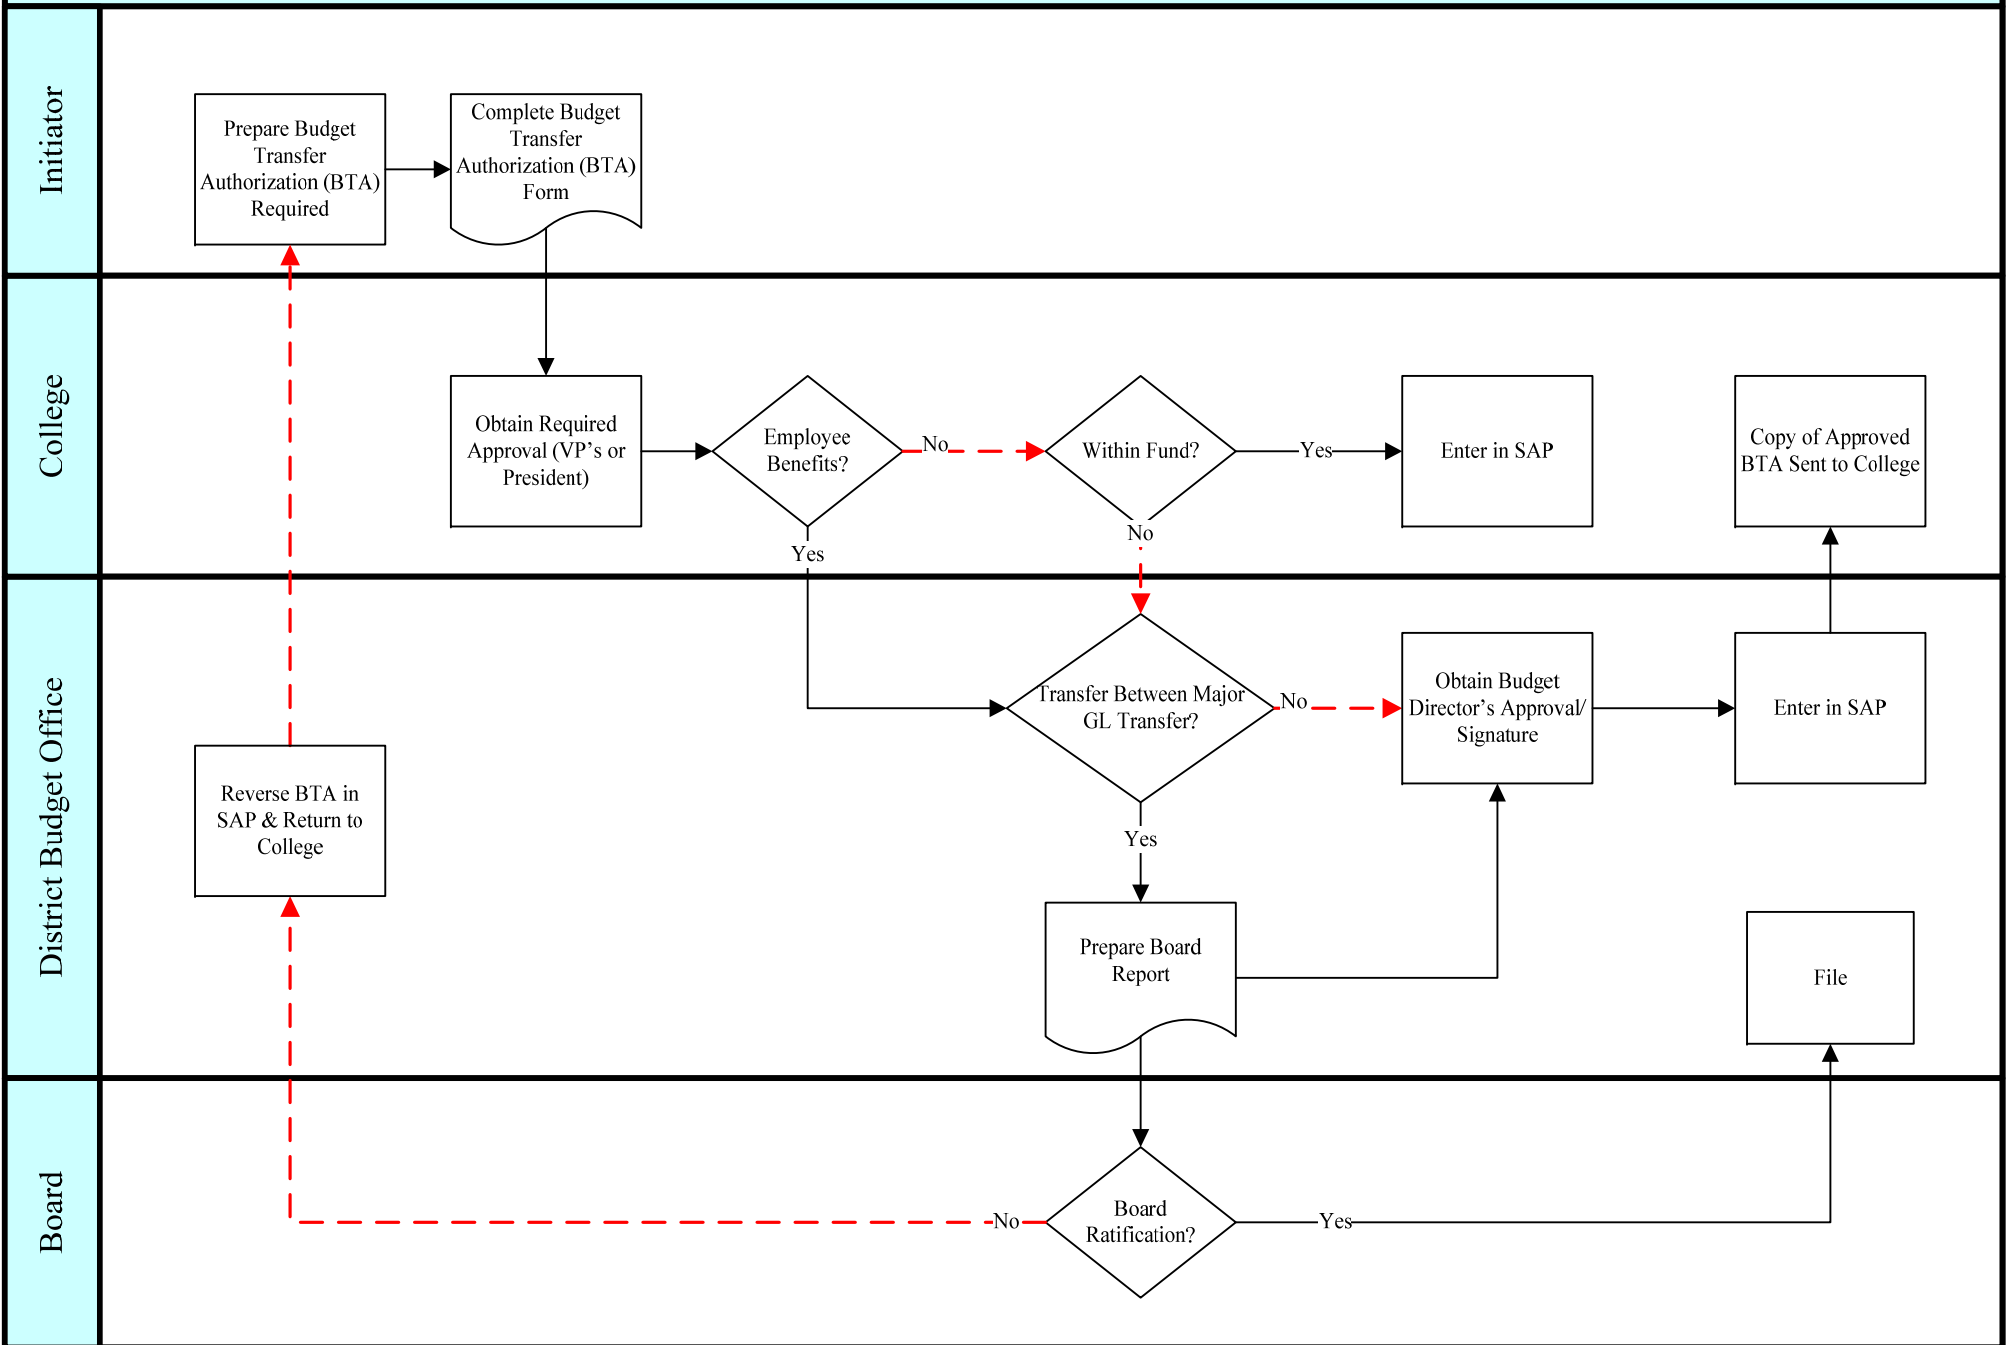 Initiator
Prepare Budget
Transfer
Authorization (BTA)
Required
Complete Budget
Transfer
Authorization (BTA)
Form
College
Obtain Required
Approval (VP's or
President)
Employee
Benefits?
No
Within Fund?
Yes
Enter in SAP
Copy of Approved
BTA Sent to College
Yes
No
District Budget Office
Transfer Between Major
GL Transfer?
No
Obtain Budget
Director's Approval/
Signature
Enter in SAP
Reverse BTA in
SAP & Return to
College
Yes
Prepare Board
Report
File
Board
No
Board
Ratification?
Yes